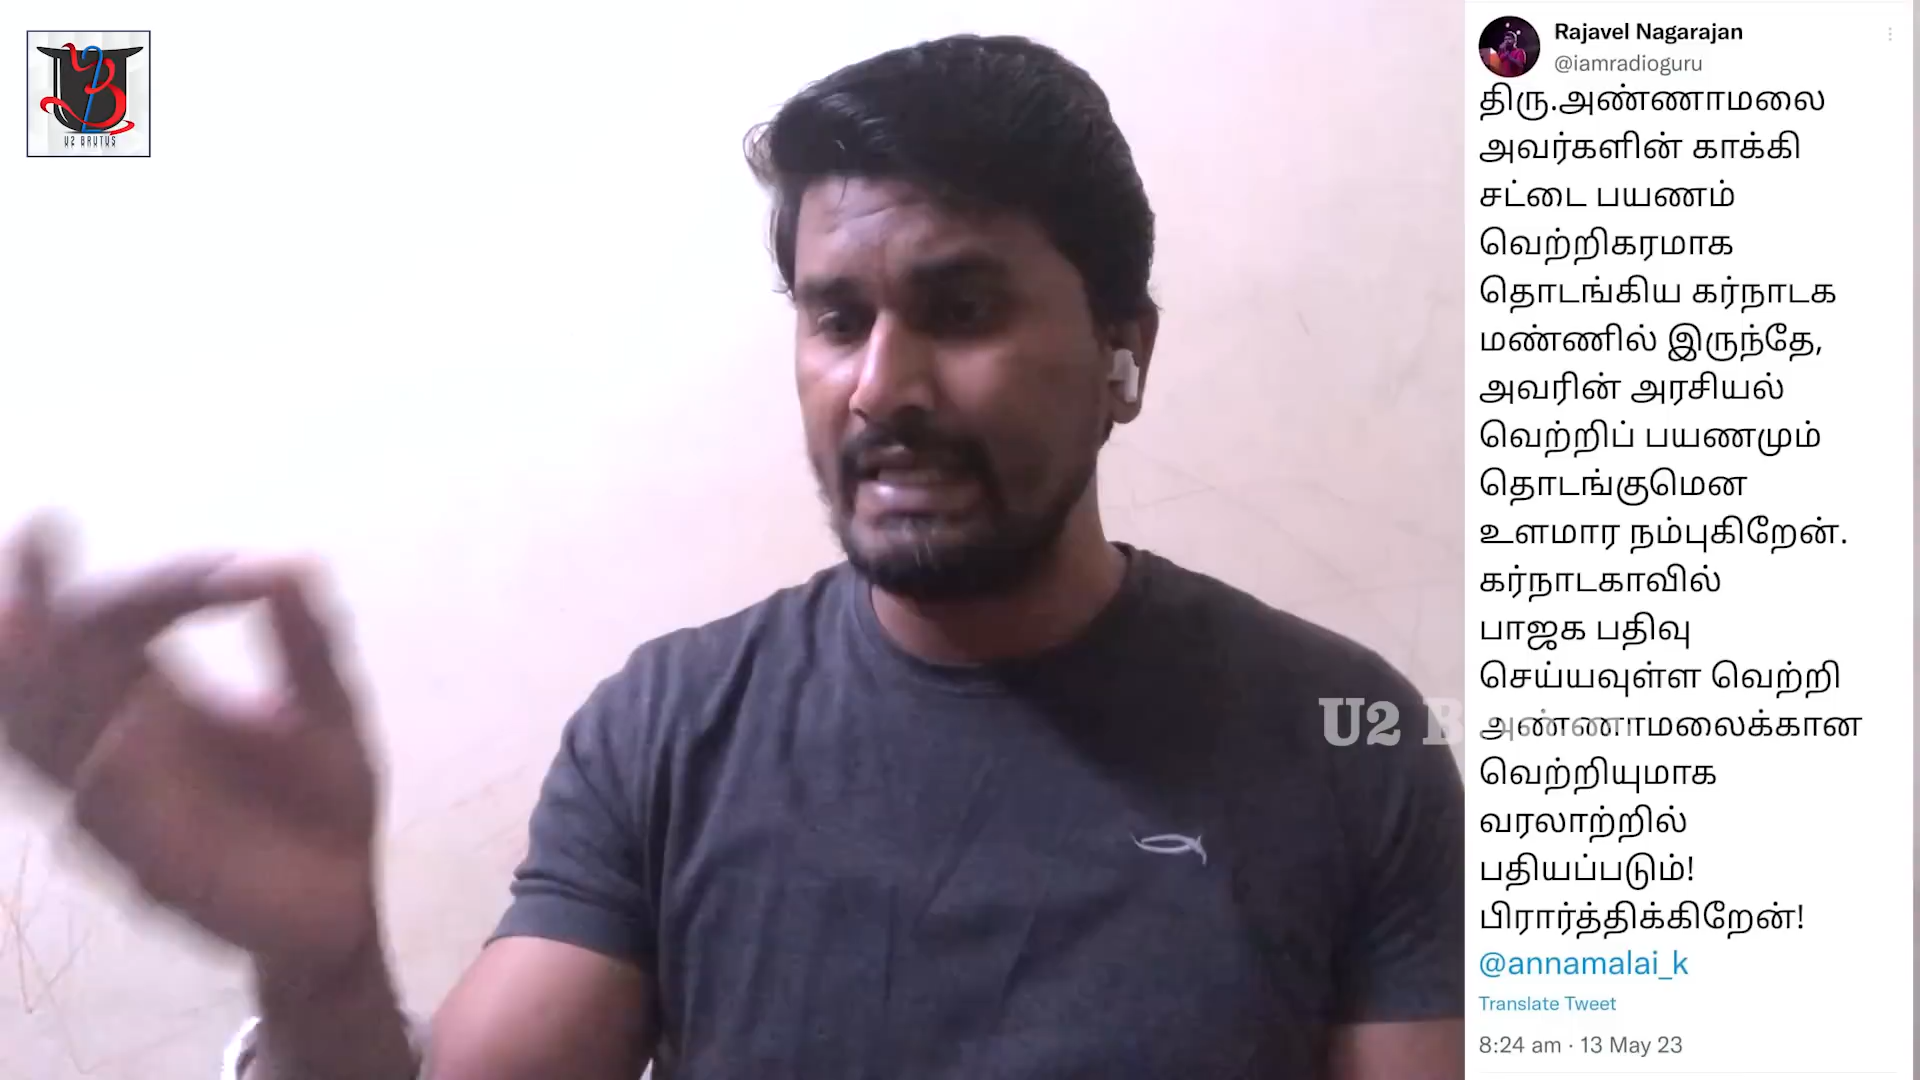 U2 BRUTUS
Rajavel Nagarajan
@iamradioguru
திரு.அண்ணாமலை
அவர்களின் காக்கி
சட்டை பயணம்
வெற்றிகரமாக
தொடங்கிய கர்நாடக
மண்ணில் இருந்தே,
அவரின் அரசியல்
வெற்றிப் பயணமும்
தொடங்குமென
உளமார நம்புகிறேன்.
கர்நாடகாவில்
பாஜக பதிவு
செய்யவுள்ள வெற்றி
அண்ணாமலைக்கான
வெற்றியுமாக
வரலாற்றில்
பதியப்படும்!
பிரார்த்திக்கிறேன்!
@annamalai_k
Translate Tweet
8:24 am · 13 May 23
U2 B